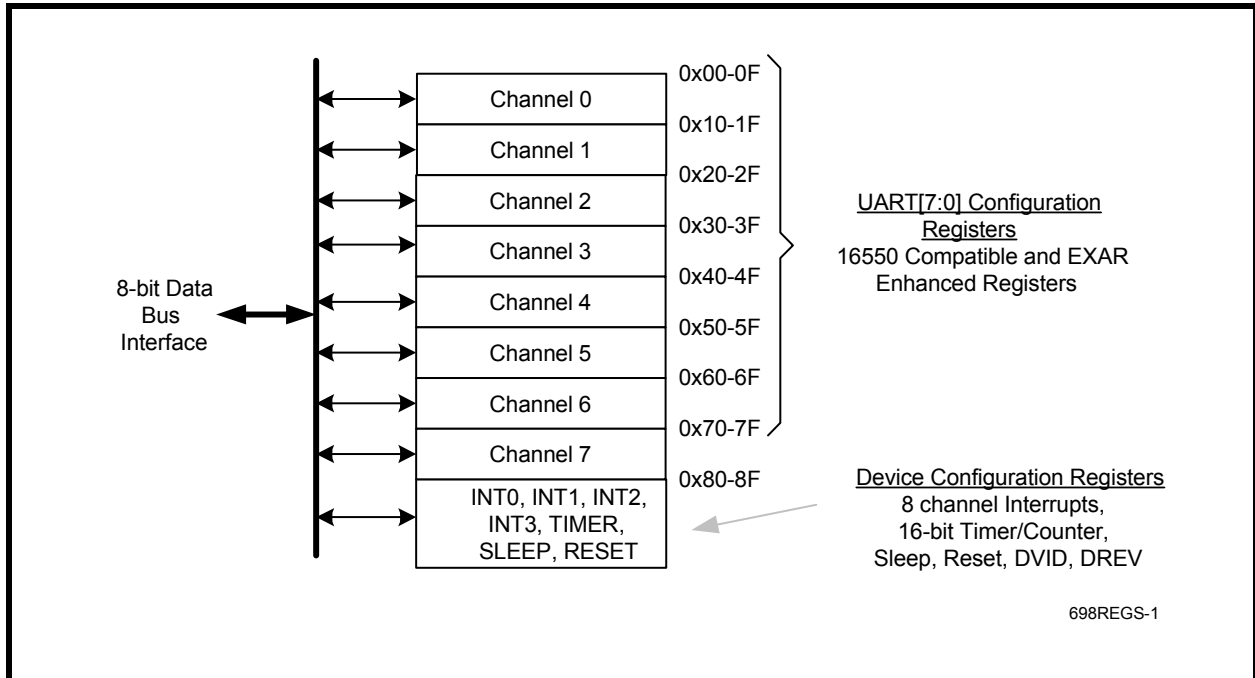 8-bit Data
Bus
Interface
Channel 0
Channel 1
Channel 2
Channel 3
Channel 4
Channel 5
Channel 6
Channel 7
INT0, INT1, INT2,
INT3, TIMER,
SLEEP, RESET
0x00-0F
0x10-1F
0x20-2F
0x30-3F
0x40-4F
0x50-5F
0x60-6F
0x70-7F
0x80-8F
UART[7:0] Configuration
Registers
16550 Compatible and EXAR
Enhanced Registers
Device Configuration Registers
8 channel Interrupts,
16-bit Timer/Counter,
Sleep, Reset, DVID, DREV
698REGS-1